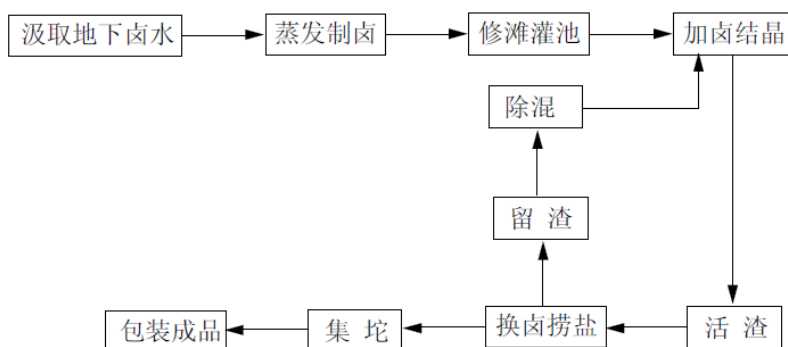 汲取地下卤水
蒸发制卤
修滩灌池
加卤结晶
除混
留 渣
包装成品
集 坨
换卤捞盐
活 渣